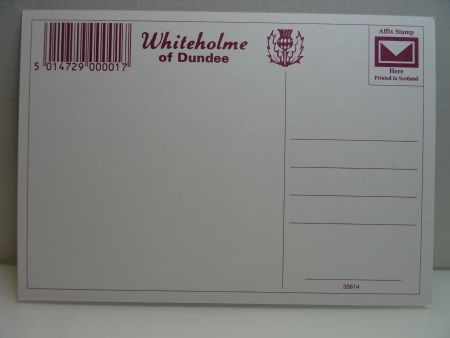 5 014729 000017
Whiteholme
of Dundee
Affix Stamp
Here
Printed in Scotland
33614